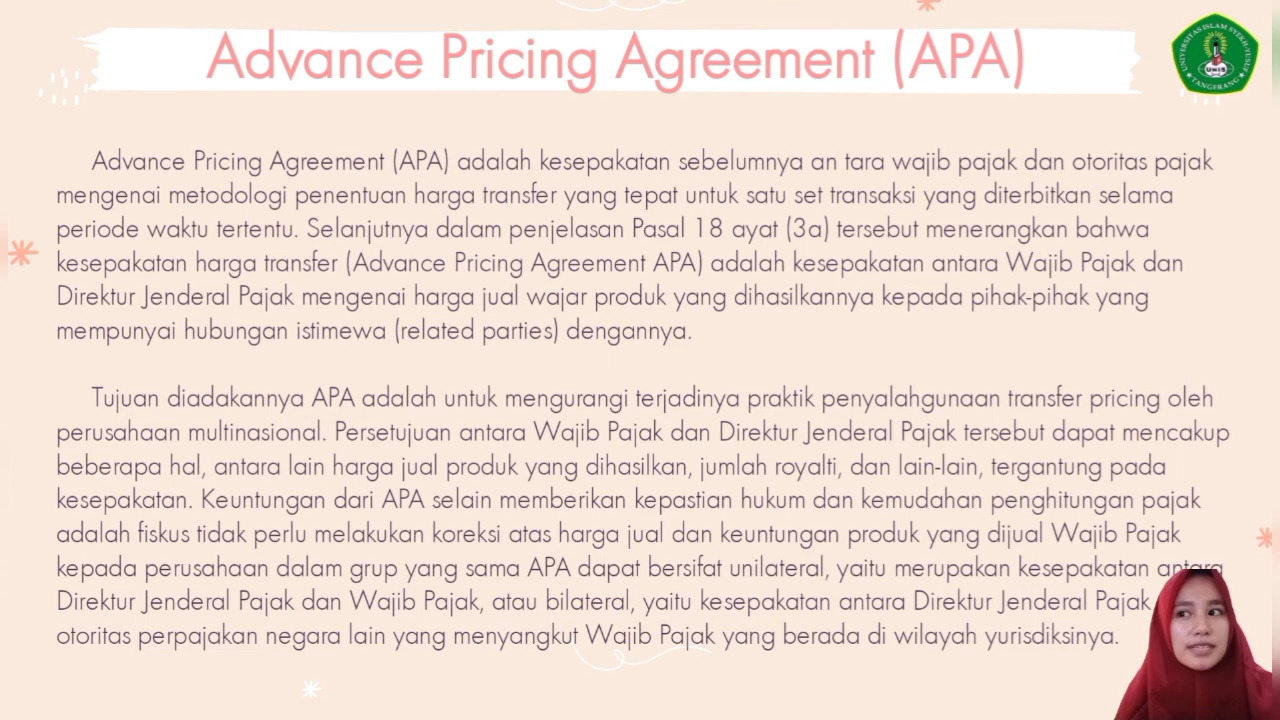 Advance Pricing Agreement (APA)
UNIVERSITAS ISLAM SYEKH-YUSUF
UNIS
TANGERANG
Advance Pricing Agreement (APA) adalah kesepakatan sebelumnya an tara wajib pajak dan otoritas pajak
mengenai metodologi penentuan harga transfer yang tepat untuk satu set transaksi yang diterbitkan selama
periode waktu tertentu. Selanjutnya dalam penjelasan Pasal 18 ayat (3a) tersebut menerangkan bahwa
kesepakatan harga transfer (Advance Pricing Agreement APA) adalah kesepakatan antara Wajib Pajak dan
Direktur Jenderal Pajak mengenai harga jual wajar produk yang dihasilkannya kepada pihak-pihak yang
mempunyai hubungan istimewa (related parties) dengannya.
Tujuan diadakannya APA adalah untuk mengurangi terjadinya praktik penyalahgunaan transfer pricing oleh
perusahaan multinasional. Persetujuan antara Wajib Pajak dan Direktur Jenderal Pajak tersebut dapat mencakup
beberapa hal, antara lain harga jual produk yang dihasilkan, jumlah royalti, dan lain-lain, tergantung pada
kesepakatan. Keuntungan dari APA selain memberikan kepastian hukum dan kemudahan penghitungan pajak
adalah fiskus tidak perlu melakukan koreksi atas harga jual dan keuntungan produk yang dijual Wajib Pajak
kepada perusahaan dalam grup yang sama APA dapat bersifat unilateral, yaitu merupakan kesepakatan antara
Direktur Jenderal Pajak dan Wajib Pajak, atau bilateral, yaitu kesepakatan antara Direktur Jenderal Pajak
otoritas perpajakan negara lain yang menyangkut Wajib Pajak yang berada di wilayah yurisdiksinya.